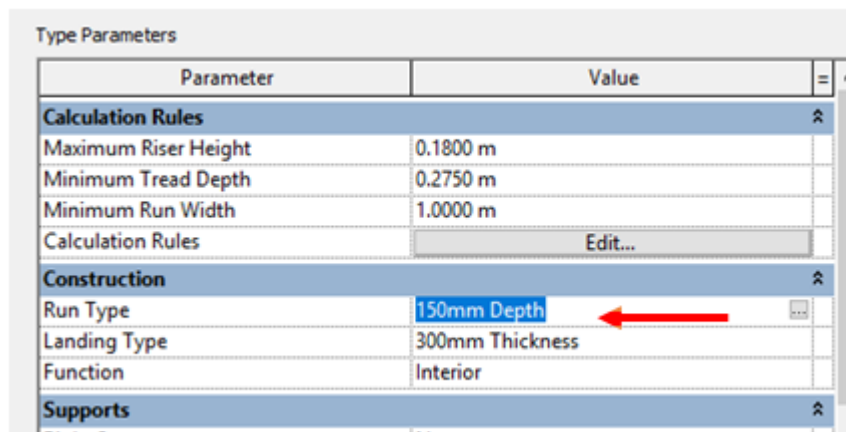 Type Parameters
Parameter Value =
Calculation Rules
Maximum Riser Height 0.1800 m
Minimum Tread Depth 0.2750 m
Minimum Run Width 1.0000 m
Calculation Rules Edit...
Construction
Run Type 150mm Depth ...
Landing Type 300mm Thickness
Function Interior
Supports